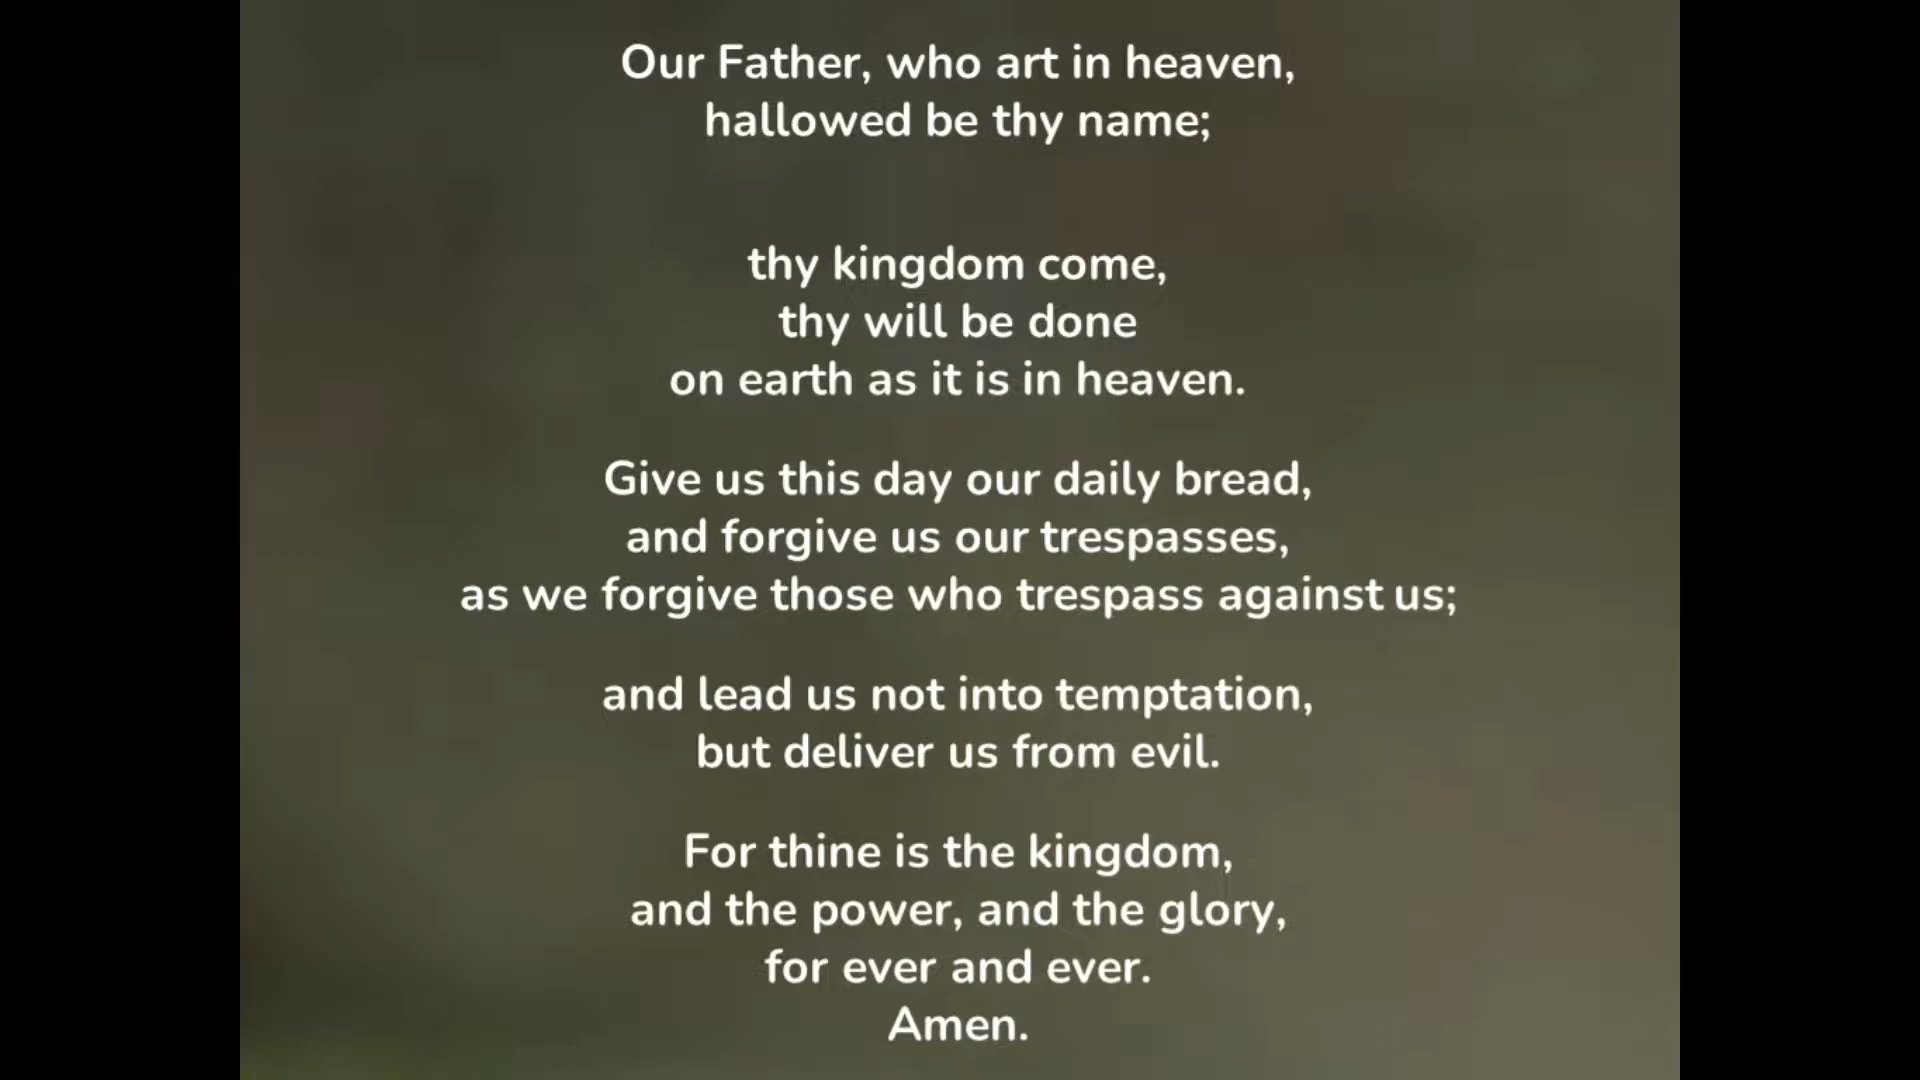 Our Father, who art in heaven,
hallowed be thy name;
thy kingdom come,
thy will be done
on earth as it is in heaven.
Give us this day our daily bread,
and forgive us our trespasses,
as we forgive those who trespass against us;
and lead us not into temptation,
but deliver us from evil.
For thine is the kingdom,
and the power, and the glory,
for ever and ever.
Amen.